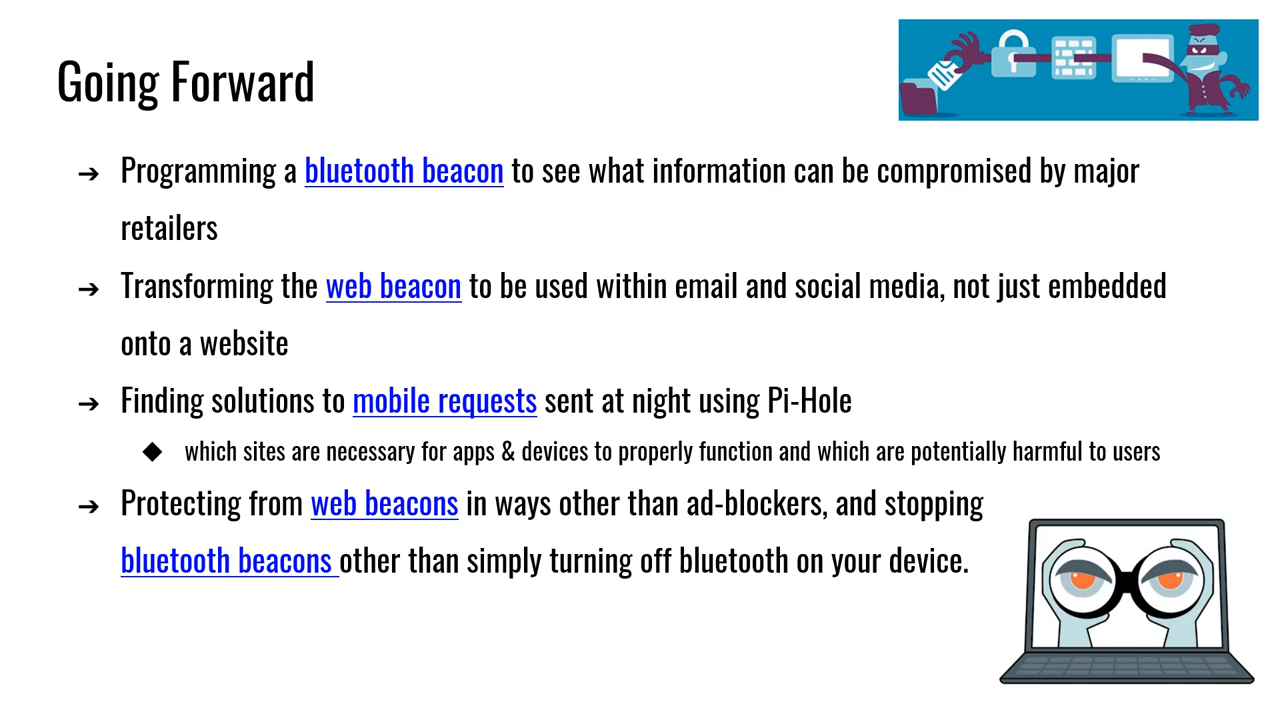 Going Forward
➔ Programming a bluetooth beacon to see what information can be compromised by major
retailers
➔ Transforming the web beacon to be used within email and social media, not just embedded
onto a website
➔ Finding solutions to mobile requests sent at night using Pi-Hole
◆ which sites are necessary for apps & devices to properly function and which are potentially harmful to users
➔ Protecting from web beacons in ways other than ad-blockers, and stopping
bluetooth beacons other than simply turning off bluetooth on your device.